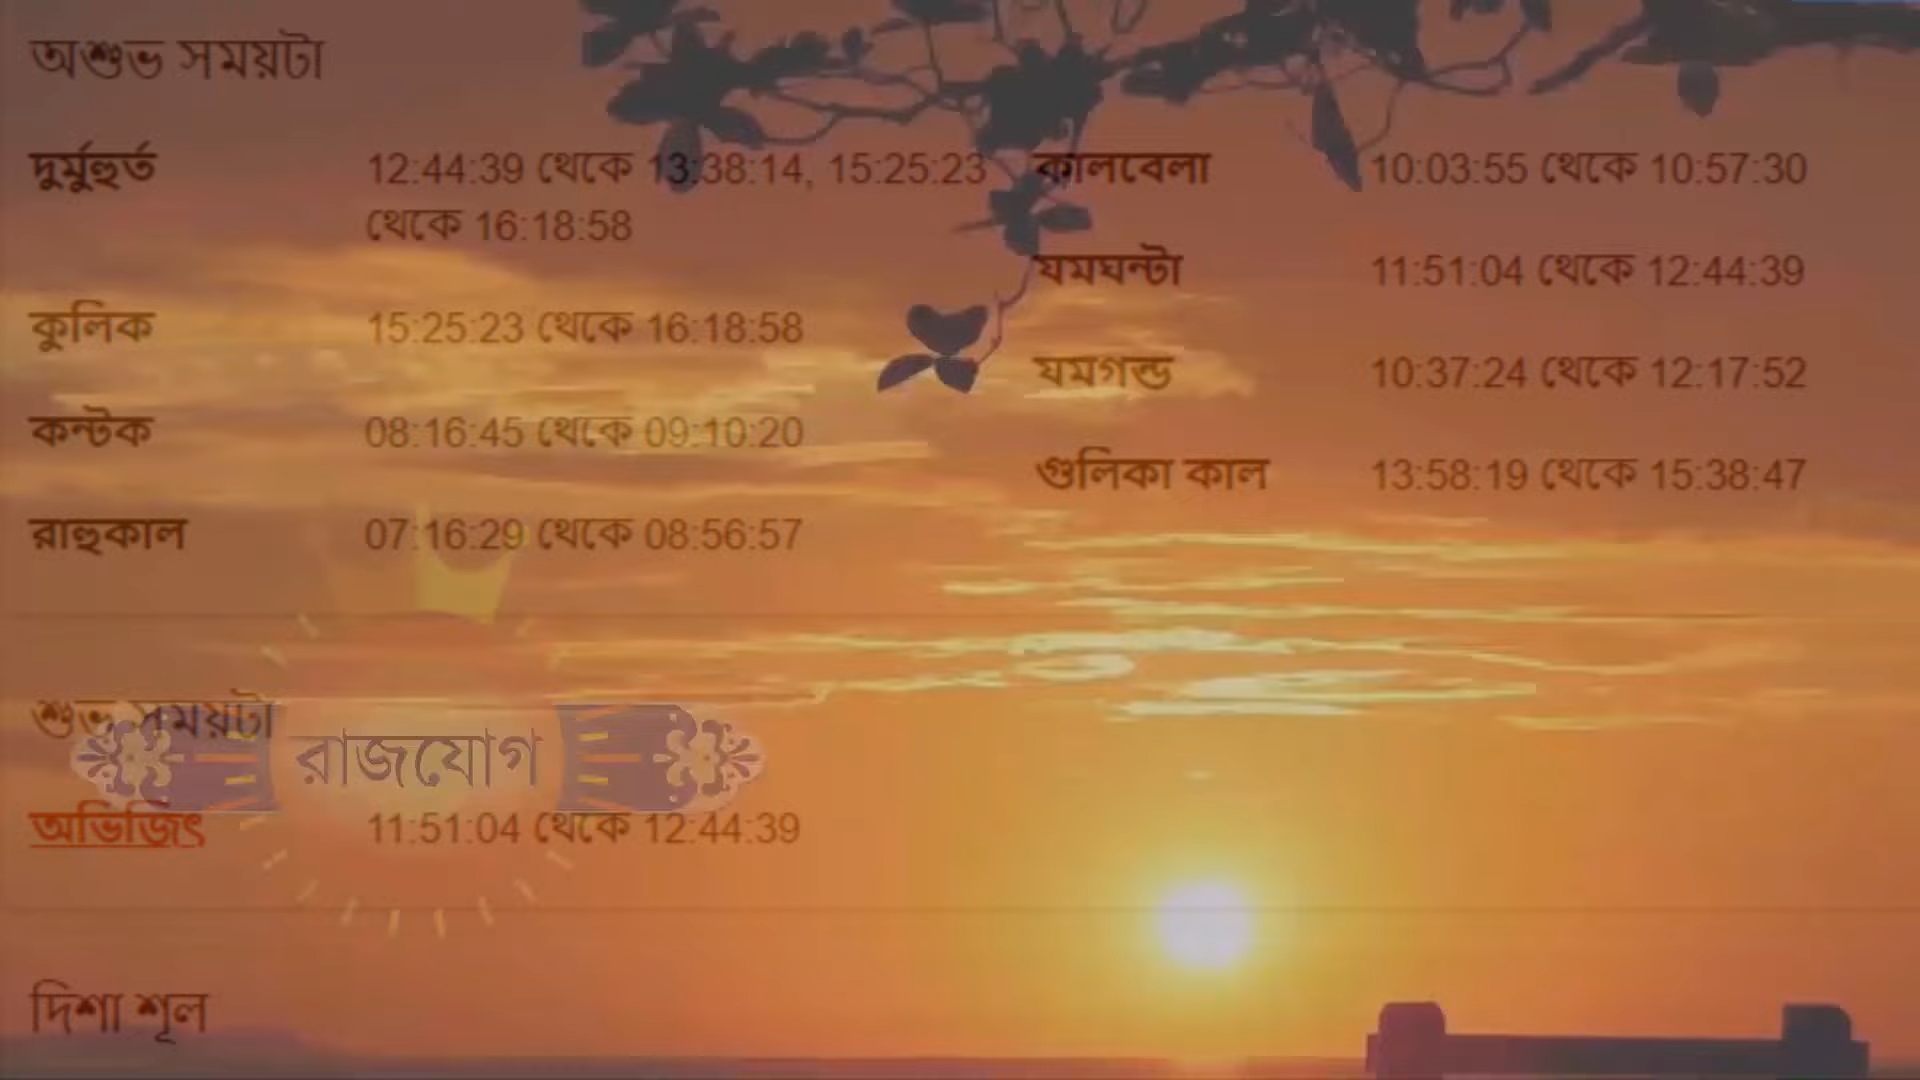 অশুভ সময়টা
দুর্মুহুর্ত 12:44:39 থেকে 13:38:14, 15:25:23 থেকে 16:18:58
কুলিক 15:25:23 থেকে 16:18:58
কন্টক 08:16:45 থেকে 09:10:20
রাহুকাল 07:16:29 থেকে 08:56:57
কালবেলা 10:03:55 থেকে 10:57:30
যমঘন্টা 11:51:04 থেকে 12:44:39
যমগন্ড 10:37:24 থেকে 12:17:52
গুলিকা কাল 13:58:19 থেকে 15:38:47
শুভ সময়টা
রাজযোগ
অভিজিৎ 11:51:04 থেকে 12:44:39
দিশা শূল